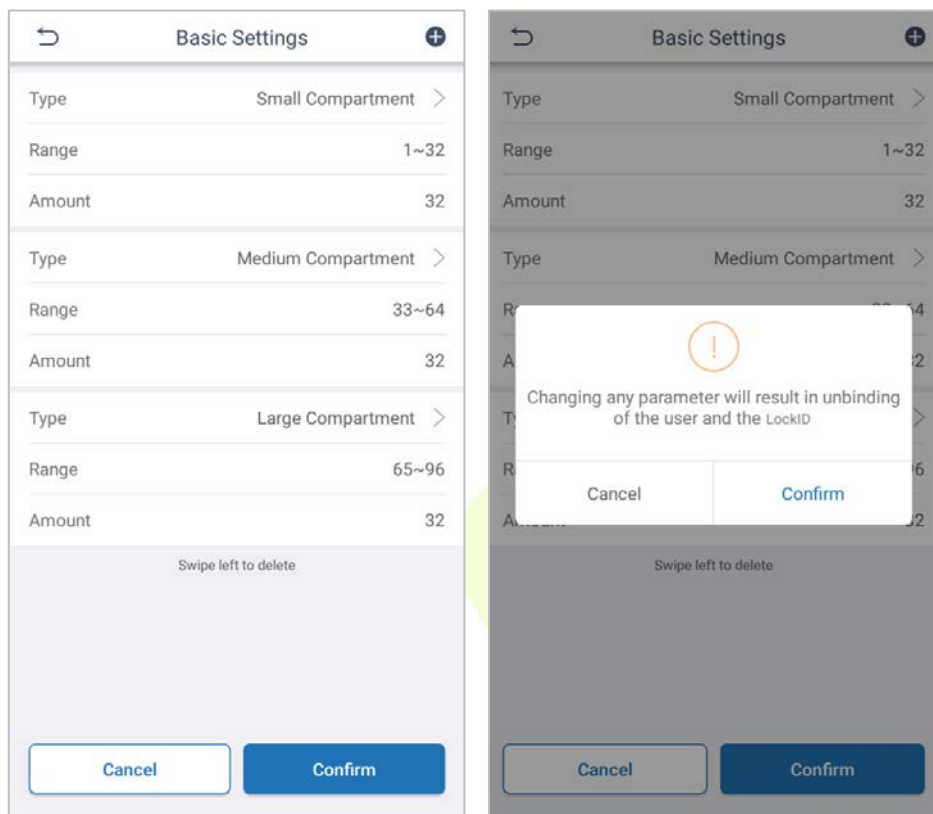 Basic Settings
Type Small Compartment
Range 1~32
Amount 32
Type Medium Compartment
Range 33~64
Amount 32
Type Large Compartment
Range 65~96
Amount 32
Swipe left to delete
Cancel Confirm
Basic Settings
Type Small Compartment
Range 1~32
Amount 32
Type Medium Compartment
Changing any parameter will result in unbinding
of the user and the LockID
Cancel Confirm
Swipe left to delete
Cancel Confirm